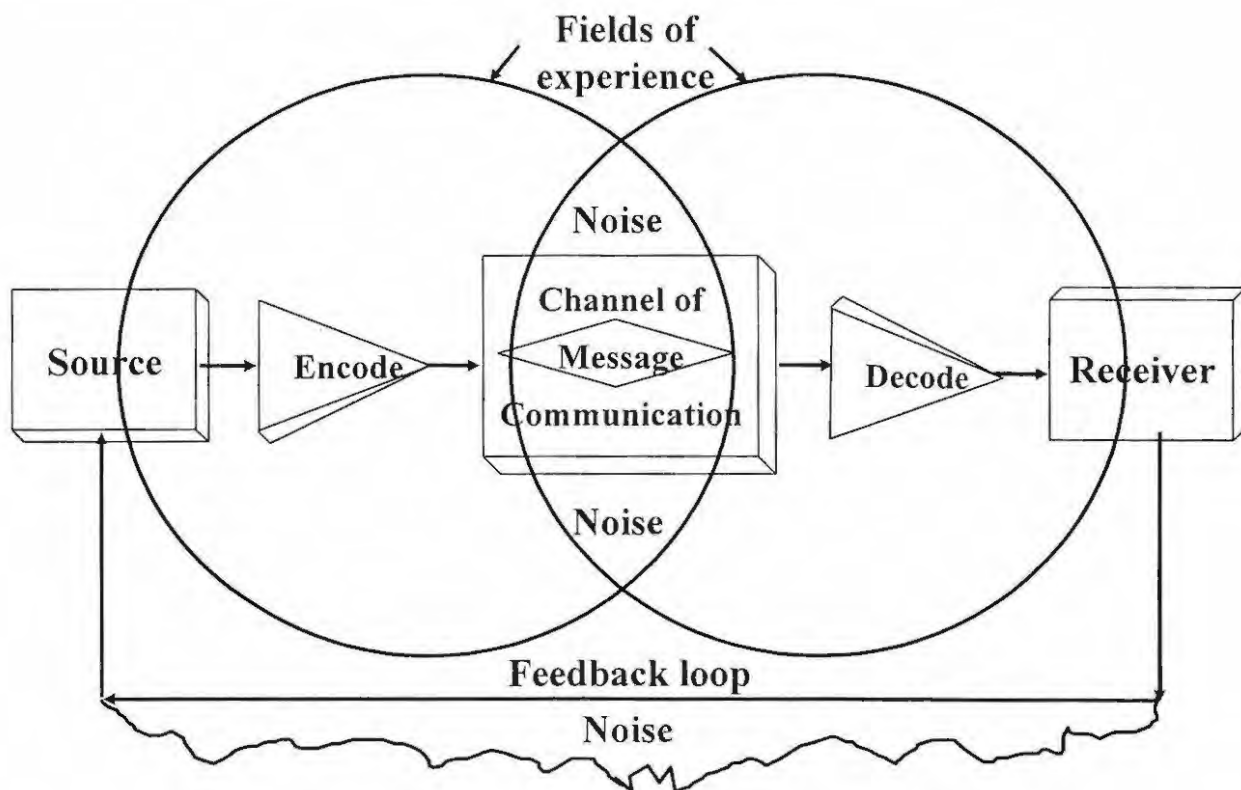 Fields of
experience
Noise
Source
Encode
Channel of
Message
Communication
Decode
Receiver
Noise
Feedback loop
Noise